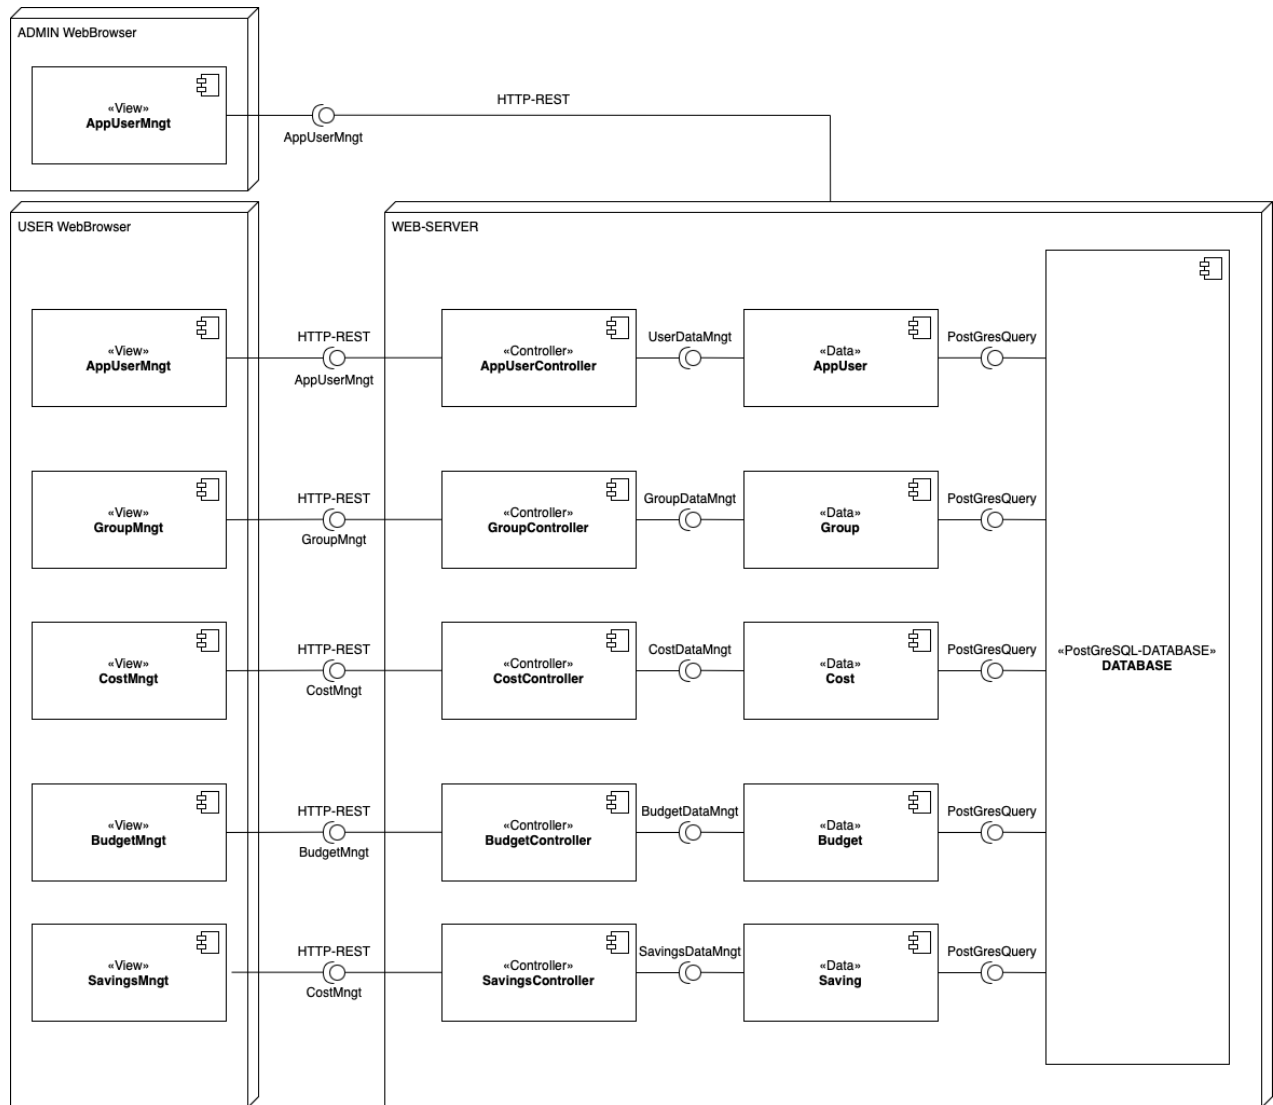 ADMIN WebBrowser
«View»
AppUserMngt
HTTP-REST
AppUserMngt
USER WebBrowser
WEB-SERVER
«View»
AppUserMngt
HTTP-REST
AppUserMngt
«Controller»
AppUserController
UserDataMngt
«Data»
AppUser
PostGresQuery
«View»
GroupMngt
HTTP-REST
GroupMngt
«Controller»
GroupController
GroupDataMngt
«Data»
Group
PostGresQuery
«View»
CostMngt
HTTP-REST
CostMngt
«Controller»
CostController
CostDataMngt
«Data»
Cost
PostGresQuery
«PostGreSQL-DATABASE»
DATABASE
«View»
BudgetMngt
HTTP-REST
BudgetMngt
«Controller»
BudgetController
BudgetDataMngt
«Data»
Budget
PostGresQuery
«View»
SavingsMngt
HTTP-REST
CostMngt
«Controller»
SavingsController
SavingsDataMngt
«Data»
Saving
PostGresQuery